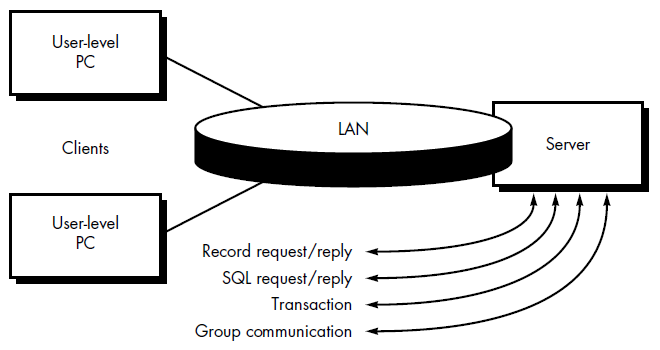 User-level
PC
LAN
Server
Clients
User-level
PC
Record request/reply
SQL request/reply
Transaction
Group communication